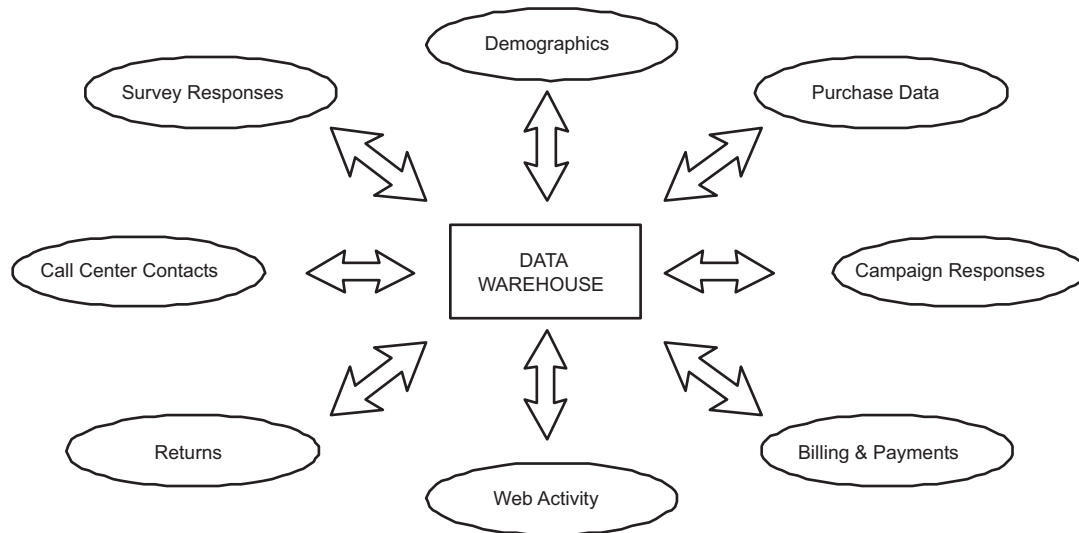 Demographics
Survey Responses
Purchase Data
Call Center Contacts
DATA
WAREHOUSE
Campaign Responses
Returns
Billing & Payments
Web Activity